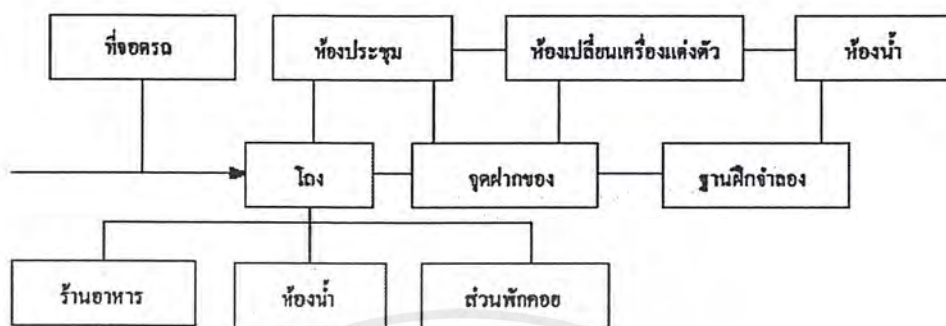 ที่จอดรถ
ห้องประชุม
ห้องเปลี่ยนเครื่องแต่งตัว
ห้องน้ำ
โถง
จุดฝากของ
ฐานฝึกจำลอง
ร้านอาหาร
ห้องน้ำ
ส่วนพักคอย